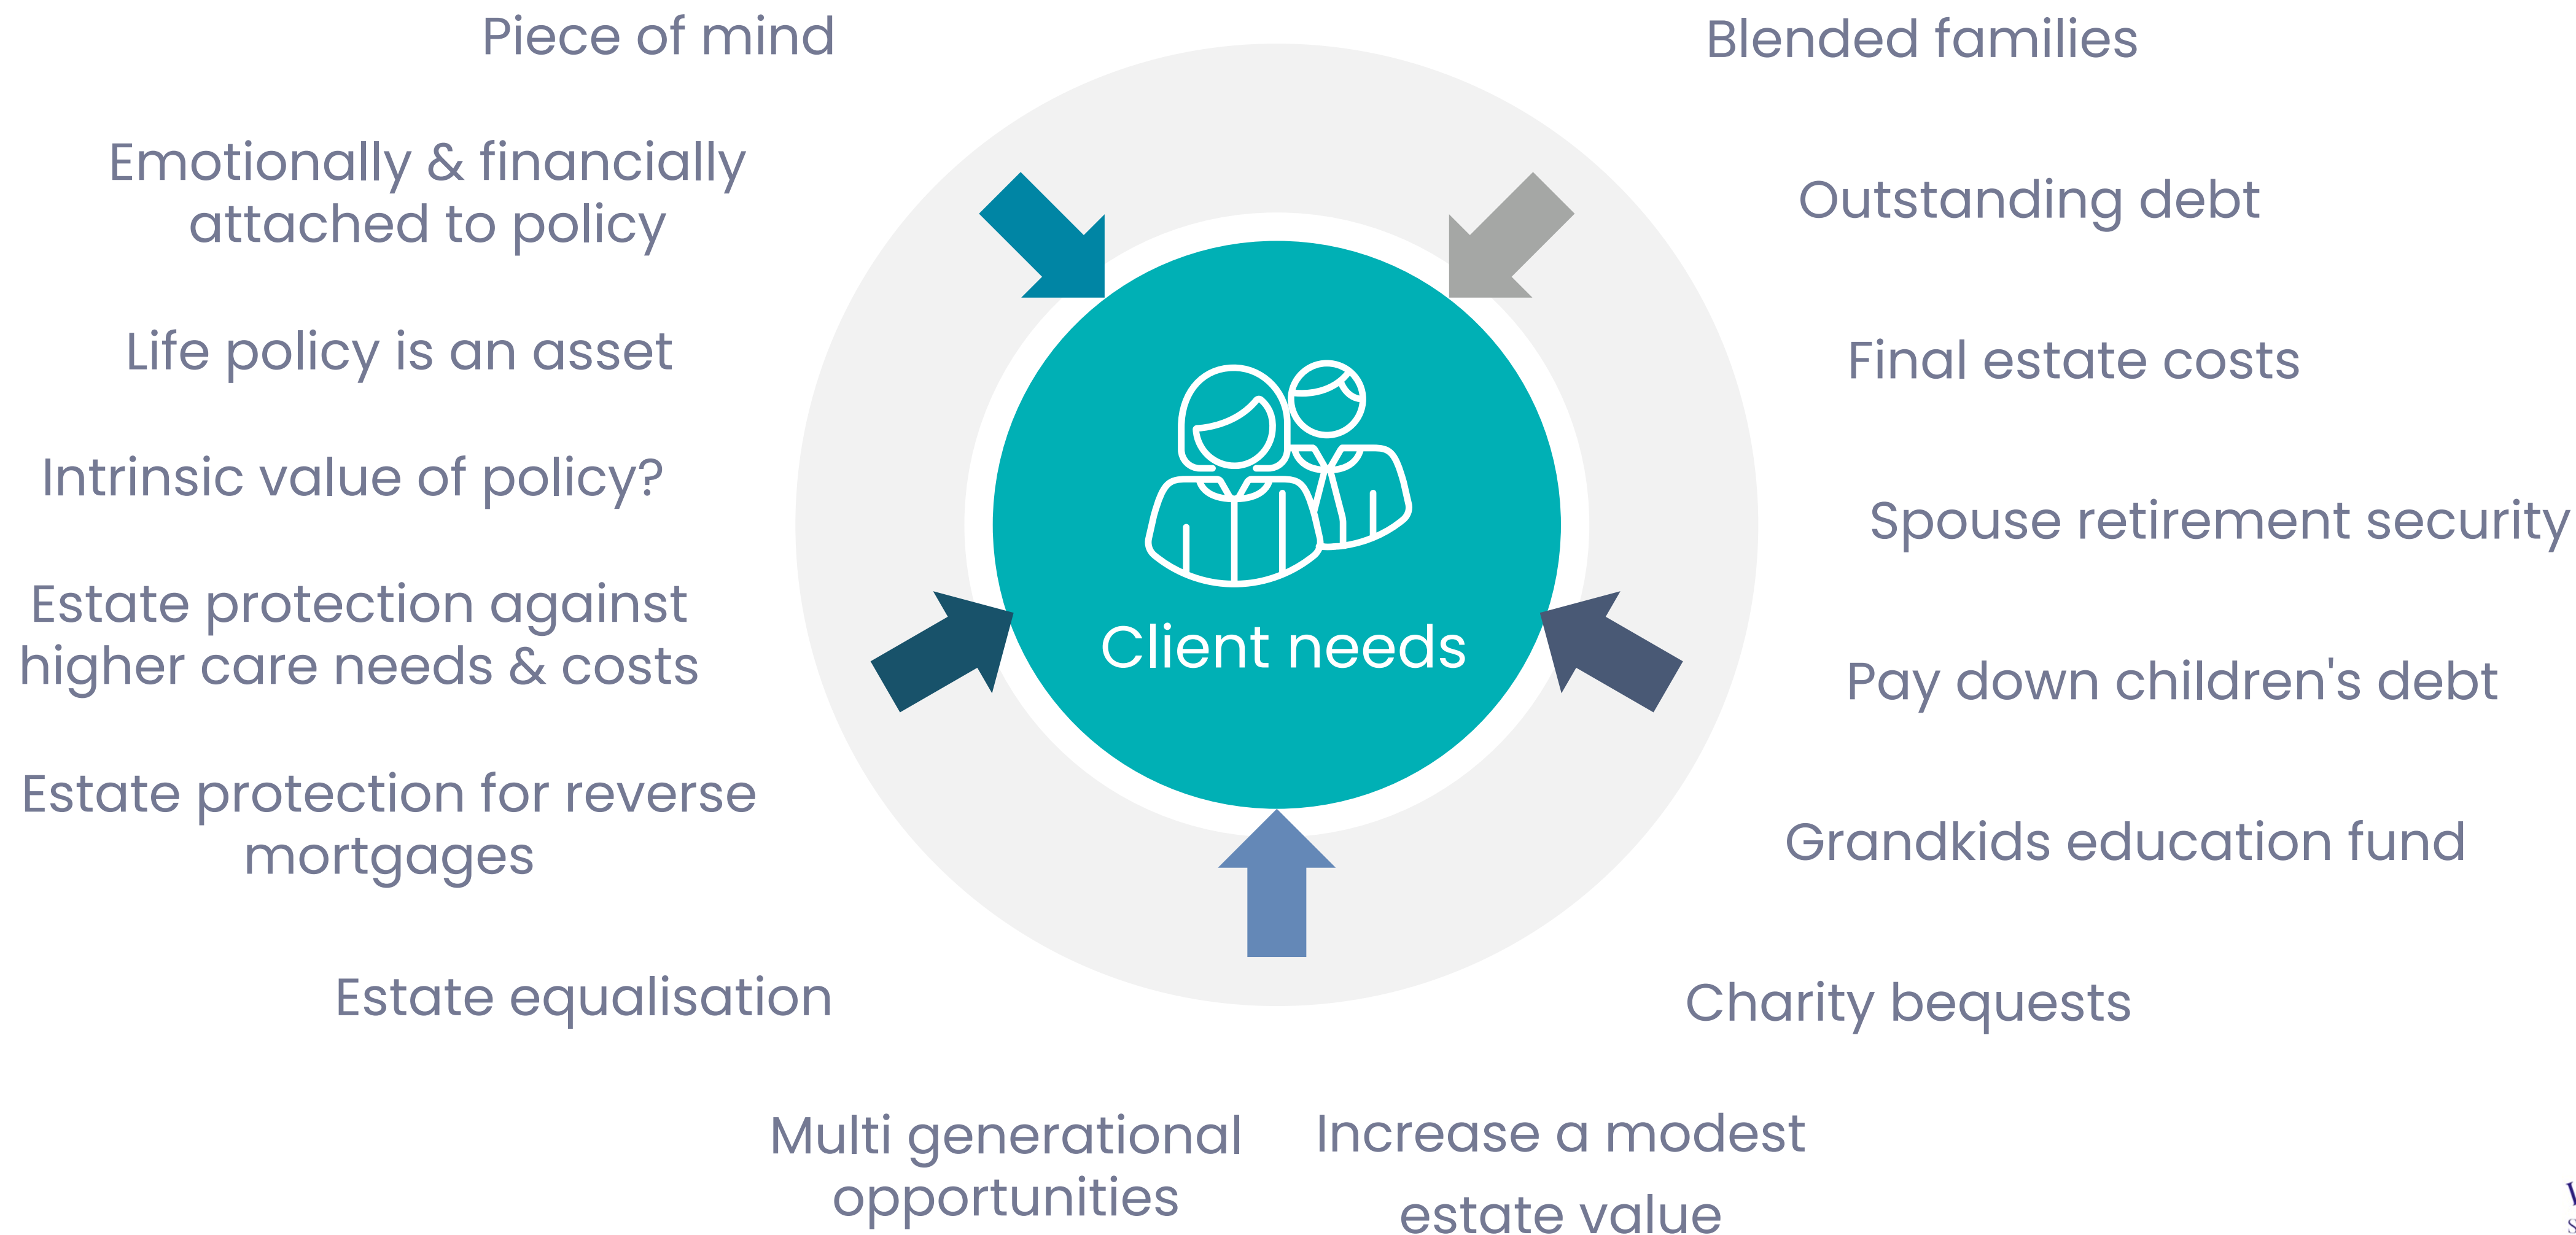 Piece of mind
Emotionally & financially
attached to policy
Life policy is an asset
Intrinsic value of policy?
Estate protection against
higher care needs & costs
Estate protection for reverse
mortgages
Estate equalisation
Multi generational
opportunities
Client needs
Blended families
Outstanding debt
Final estate costs
Spouse retirement security
Pay down children's debt
Grandkids education fund
Charity bequests
Increase a modest
estate value